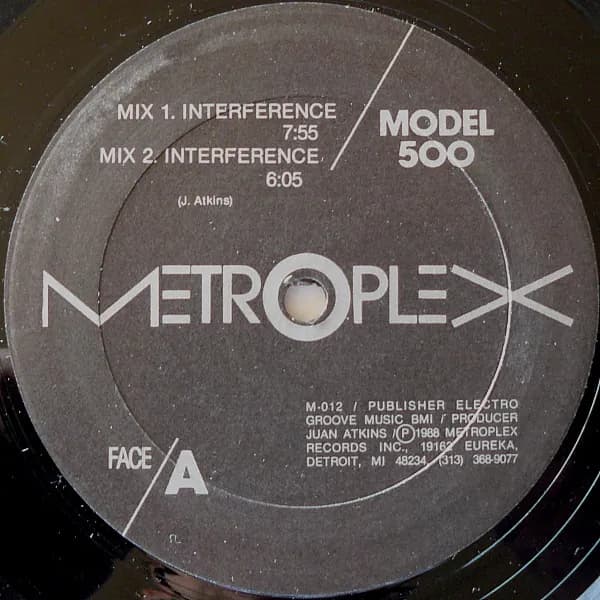 MIX 1. INTERFERENCE
7:55
MIX 2. INTERFERENCE
6:05
(J. Atkins)
MODEL
500
METROPLEX
M-012 / PUBLISHER ELECTRO
GROOVE MUSIC BMI / PRODUCER
JUAN ATKINS / Ⓟ1988 METROPLEX
RECORDS INC., 19162 EUREKA,
DETROIT, MI 48234, (313) 368-9077
FACE
A